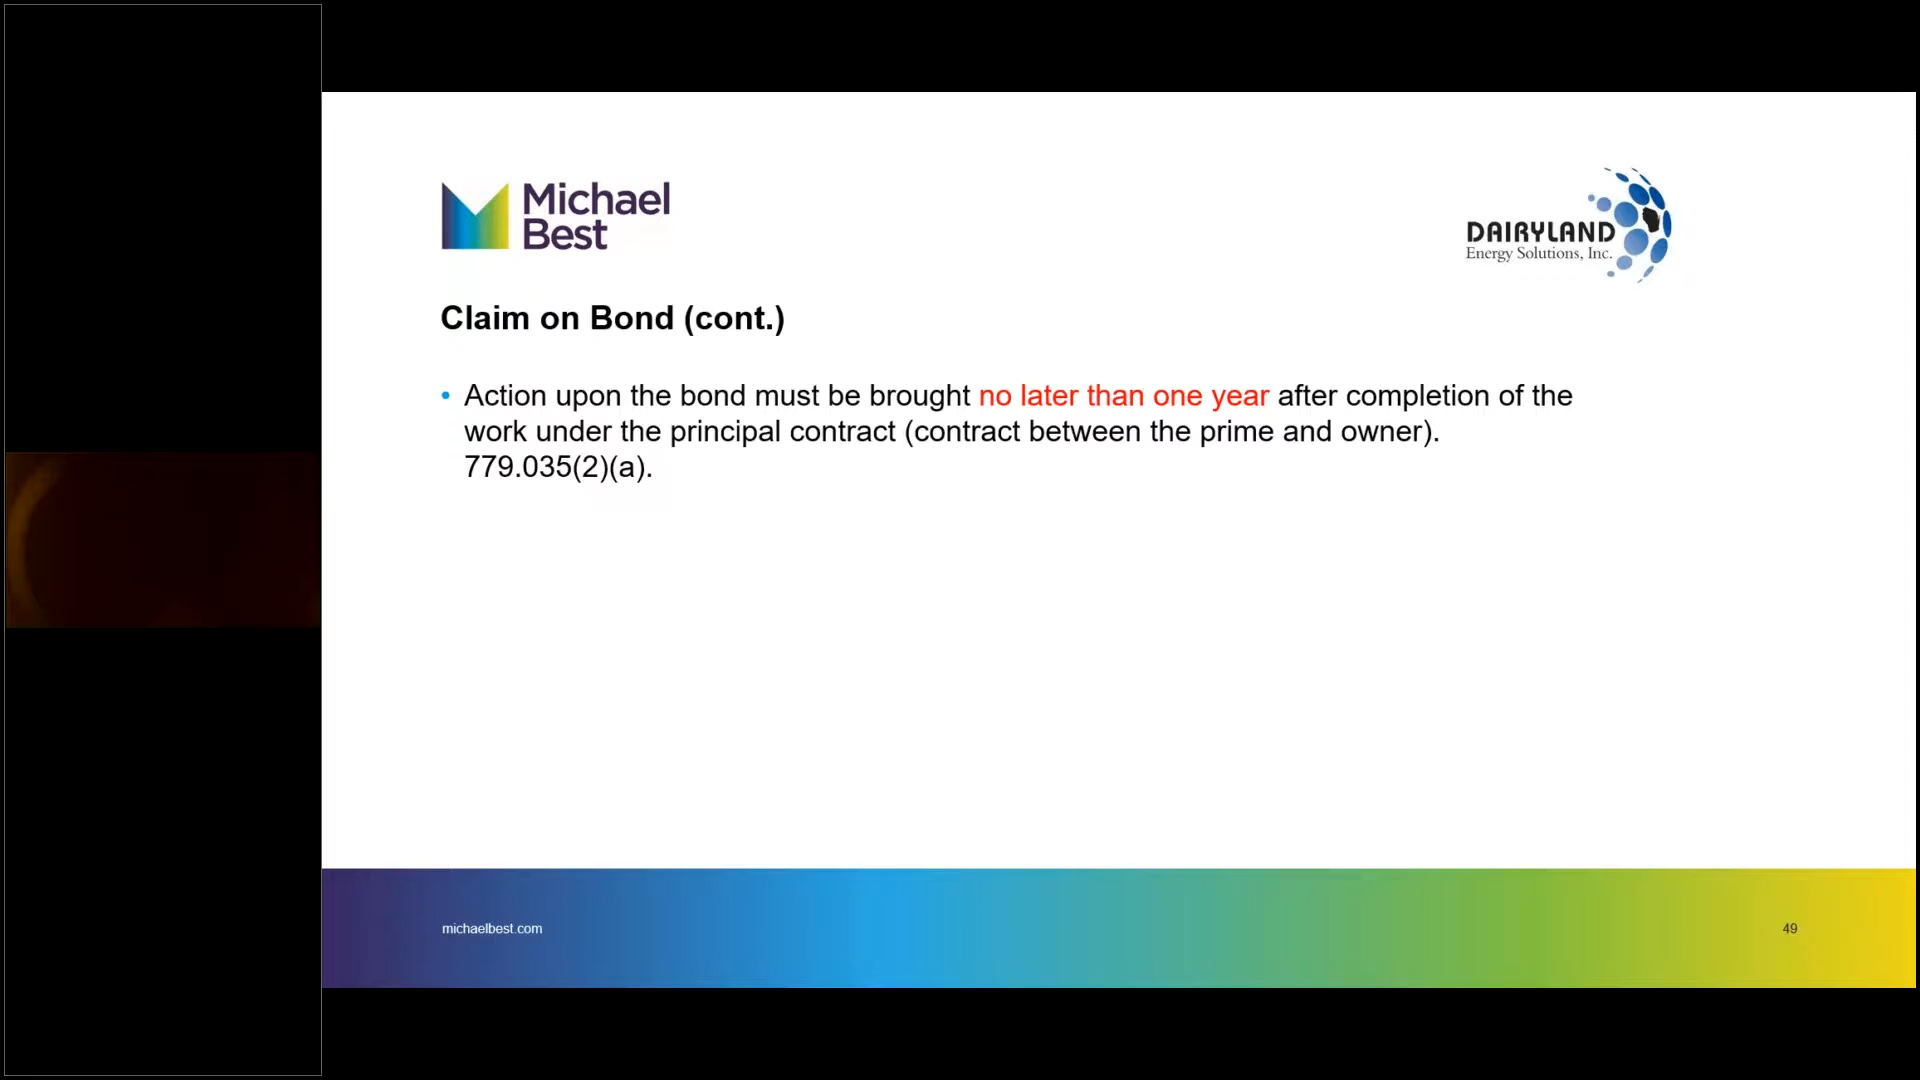 Michael
Best
DAIRYLAND
Energy Solutions, Inc.
Claim on Bond (cont.)
• Action upon the bond must be brought no later than one year after completion of the
work under the principal contract (contract between the prime and owner).
779.035(2)(a).
michaelbest.com
49